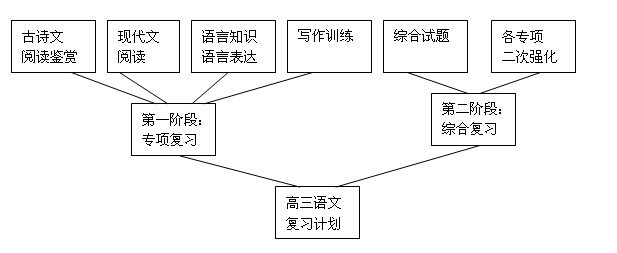 古诗文
阅读鉴赏
现代文
阅读
语言知识
语言表达
写作训练
综合试题
各专项
二次强化
第一阶段：
专项复习
第二阶段：
综合复习
高三语文
复习计划